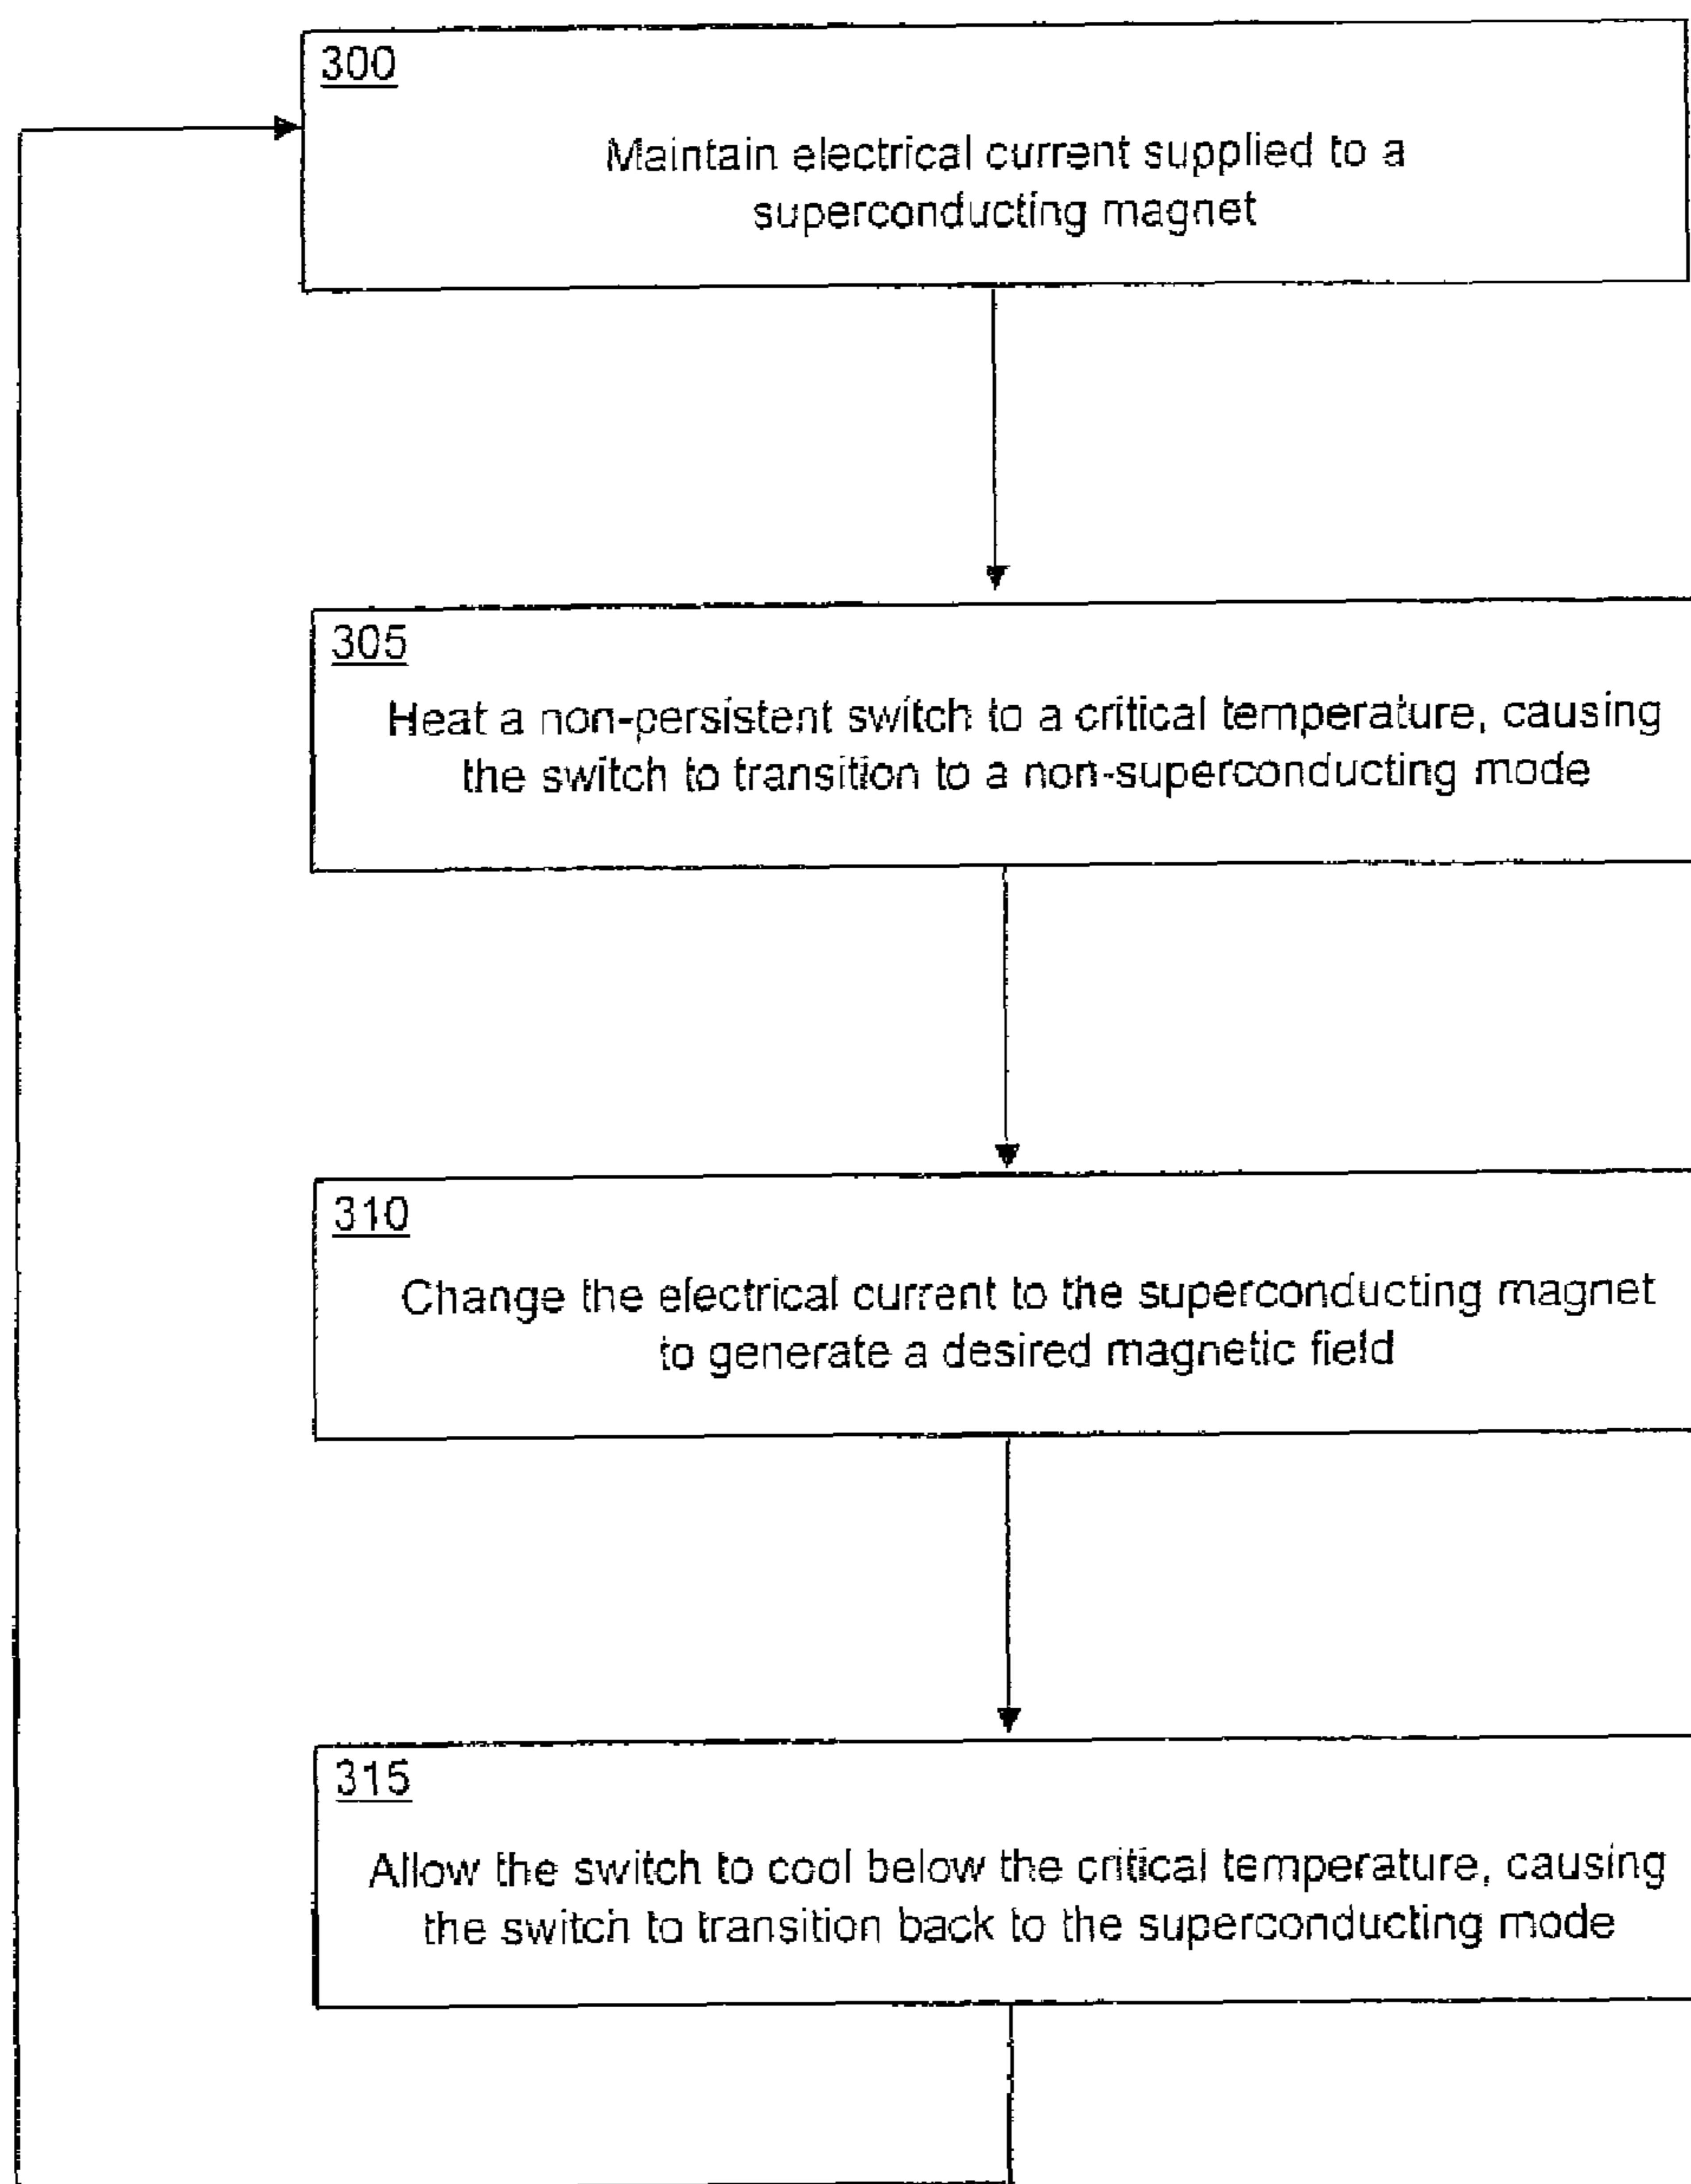 300
Maintain electrical current supplied to a
superconducting magnet
305
Heat a non-persistent switch to a critical temperature, causing
the switch to transition to a non-superconducting mode
310
Change the electrical current to the superconducting magnet
to generate a desired magnetic field
315
Allow the switch to cool below the critical temperature, causing
the switch to transition back to the superconducting mode